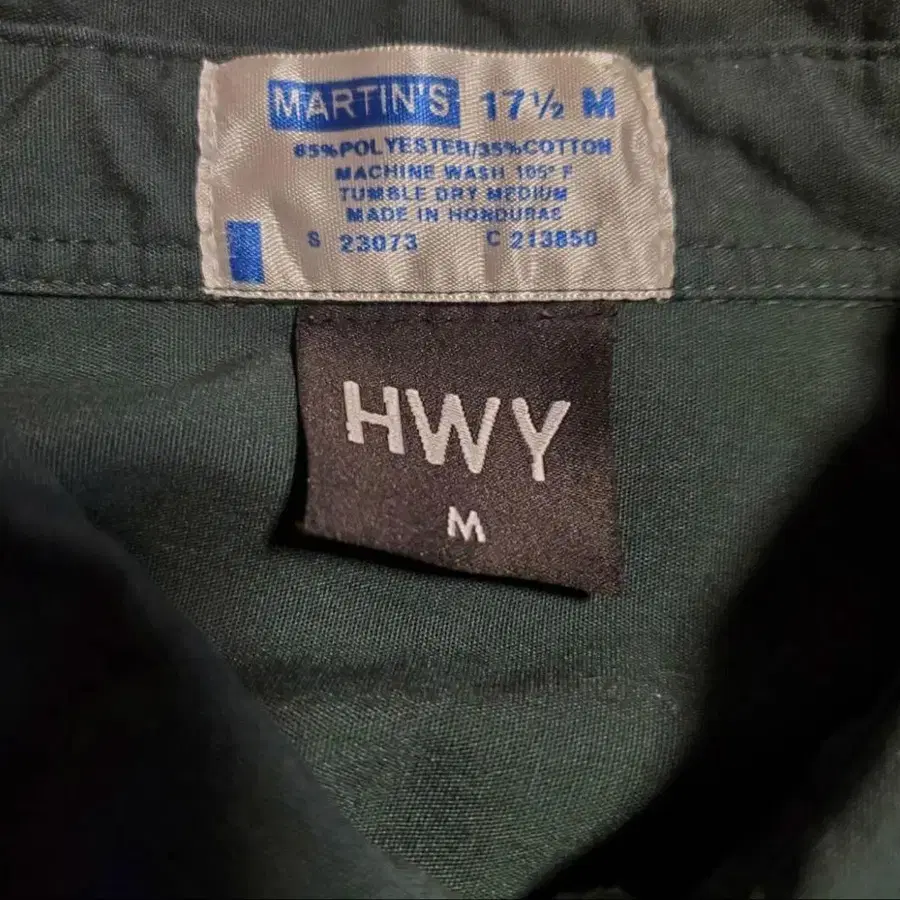 MARTIN'S 17½ M
65%POLYESTER/35%COTTON
MACHINE WASH 105° F
TUMBLE DRY MEDIUM
MADE IN HONDURAS
S 23073 C 213850
HWY
M